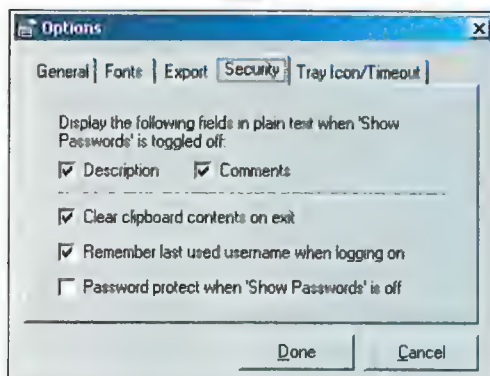 Options
General Fonts Export Security Tray Icon/Timeout
Display the following fields in plain text when 'Show
Passwords' is toggled off:
Description Comments
Clear clipboard contents on exit
Remember last used username when logging on
Password protect when 'Show Passwords' is off
Done Cancel